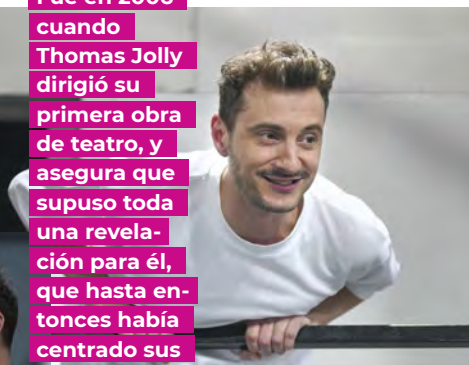 cuando
Thomas Jolly
dirigió su
primera obra
de teatro, y
asegura que
supuso toda
una revela-
ción para él,
que hasta en-
tonces había
centrado sus